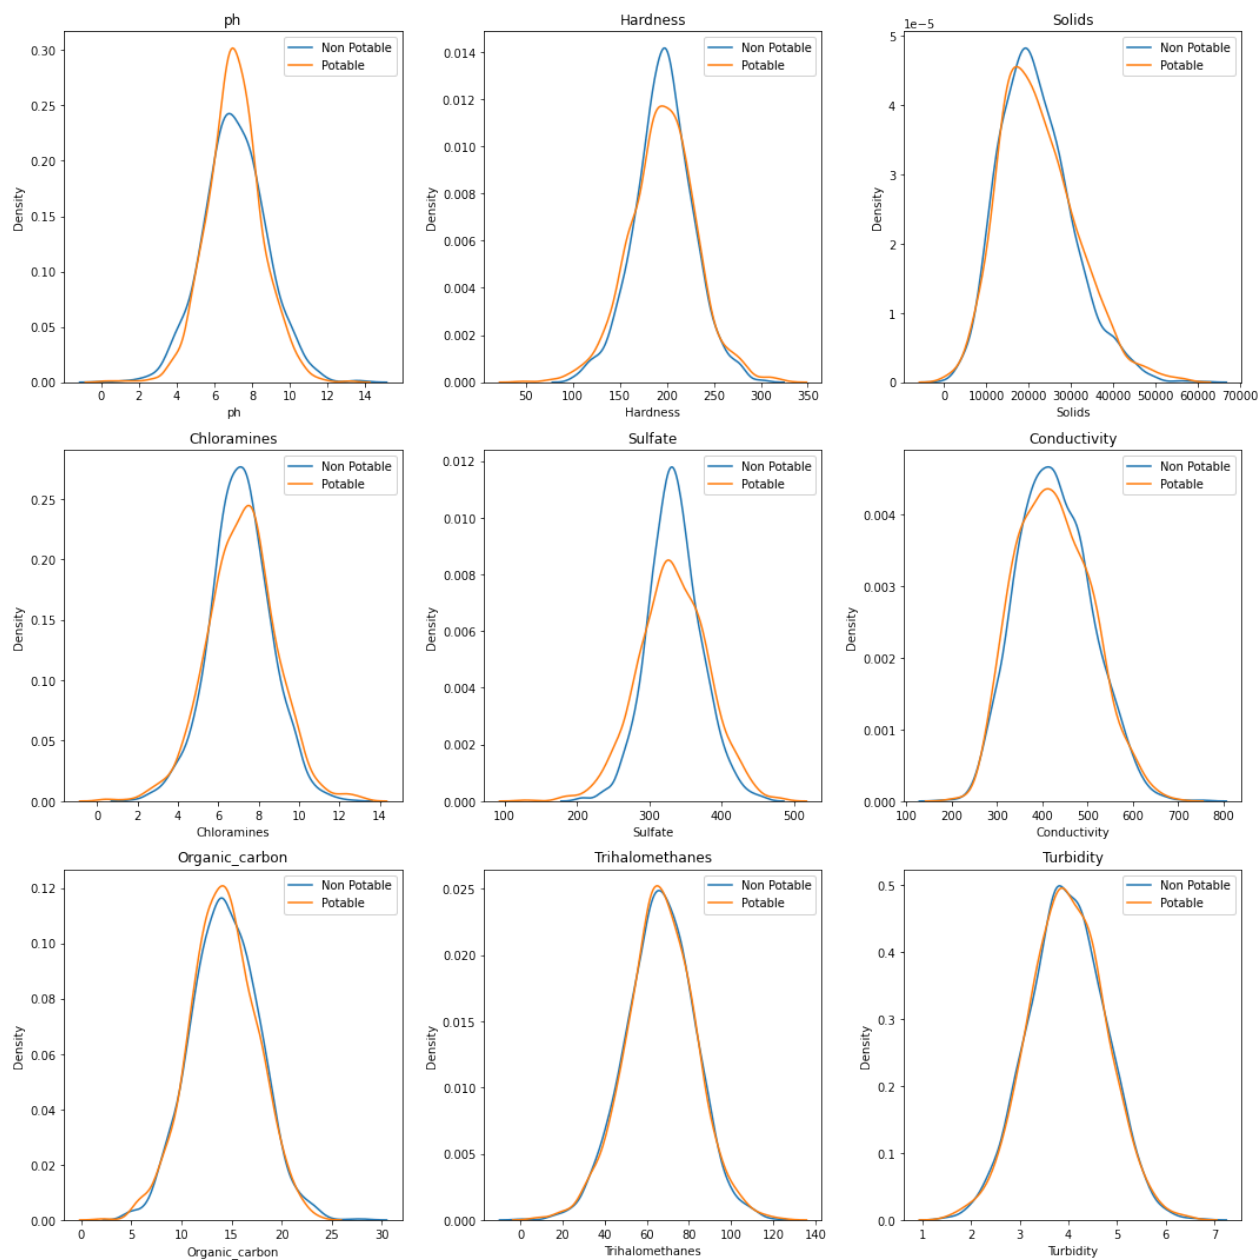 ph
Non Potable
Potable
0.30
0.25
0.20
0.15
0.10
0.05
0.00
Density
0 2 4 6 8 10 12 14
ph
Hardness
Non Potable
Potable
0.014
0.012
0.010
0.008
0.006
0.004
0.002
0.000
Density
50 100 150 200 250 300 350
Hardness
Solids
1e−5
Non Potable
Potable
5
4
3
2
1
0
Density
0 10000 20000 30000 40000 50000 60000 70000
Solids
Chloramines
Non Potable
Potable
0.25
0.20
0.15
0.10
0.05
0.00
Density
0 2 4 6 8 10 12 14
Chloramines
Sulfate
Non Potable
Potable
0.012
0.010
0.008
0.006
0.004
0.002
0.000
Density
100 200 300 400 500
Sulfate
Conductivity
Non Potable
Potable
0.004
0.003
0.002
0.001
0.000
Density
100 200 300 400 500 600 700 800
Conductivity
Organic_carbon
Non Potable
Potable
0.12
0.10
0.08
0.06
0.04
0.02
0.00
Density
0 5 10 15 20 25 30
Organic_carbon
Trihalomethanes
Non Potable
Potable
0.025
0.020
0.015
0.010
0.005
0.000
Density
0 20 40 60 80 100 120 140
Trihalomethanes
Turbidity
Non Potable
Potable
0.5
0.4
0.3
0.2
0.1
0.0
Density
1 2 3 4 5 6 7
Turbidity